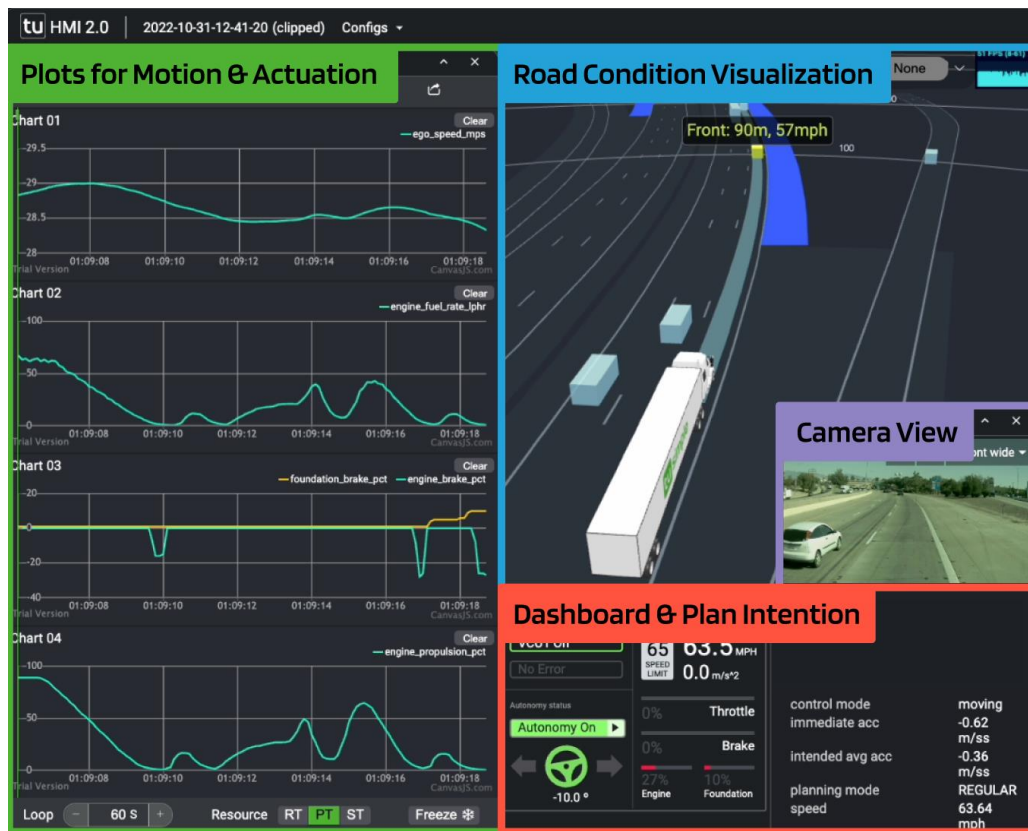 tu HMI 2.0 2022-10-31-12-41-20 (clipped) Configs
Plots for Motion & Actuation
Chart 01
Clear
ego_speed_mps
29.5
29
28.5
28
01:09:08 01:09:10 01:09:12 01:09:14 01:09:16 01:09:18
Trial Version CanvasJS.com
Chart 02
Clear
engine_fuel_rate_lphr
100
50
0
01:09:08 01:09:10 01:09:12 01:09:14 01:09:16 01:09:18
Trial Version CanvasJS.com
Chart 03
Clear
foundation_brake_pct engine_brake_pct
20
0
-20
-40
01:09:08 01:09:10 01:09:12 01:09:14 01:09:16 01:09:18
Trial Version CanvasJS.com
Chart 04
Clear
engine_propulsion_pct
100
50
0
01:09:08 01:09:10 01:09:12 01:09:14 01:09:16 01:09:18
Trial Version CanvasJS.com
Loop - 60 S + Resource RT PT ST Freeze
Road Condition Visualization
None
Front: 90m, 57mph
100
Camera View
nt wide
Dashboard & Plan Intention
No Error
Autonomy status
Autonomy On
-10.0 °
65
SPEED
LIMIT
63.5 MPH
0.0 m/s^2
0% Throttle
0% Brake
27% 10%
Engine Foundation
control mode moving
immediate acc -0.62
m/ss
intended avg acc -0.36
m/ss
planning mode REGULAR
speed 63.64
mph